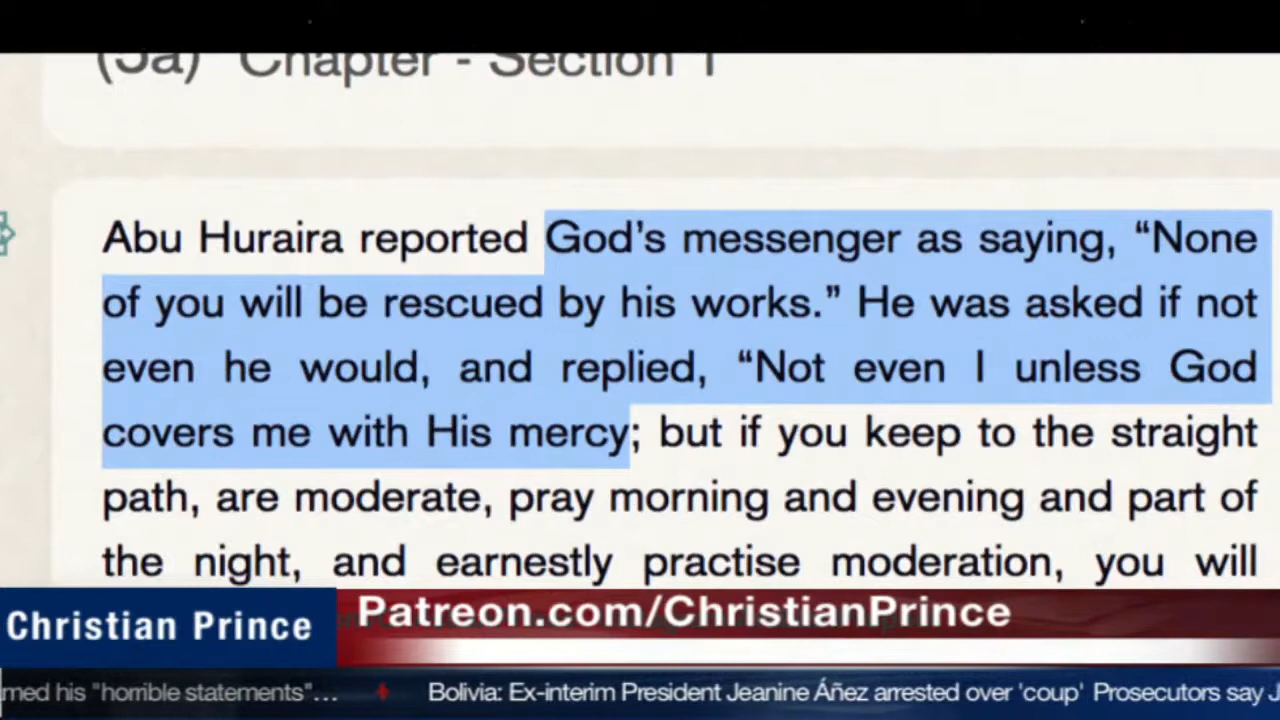 (5a) Chapter - Section 1
Abu Huraira reported God’s messenger as saying, “None
of you will be rescued by his works.” He was asked if not
even he would, and replied, “Not even I unless God
covers me with His mercy; but if you keep to the straight
path, are moderate, pray morning and evening and part of
the night, and earnestly practise moderation, you will
Christian Prince
Patreon.com/ChristianPrince
med his "horrible statements"…
Bolivia: Ex-interim President Jeanine Áñez arrested over 'coup' Prosecutors say J